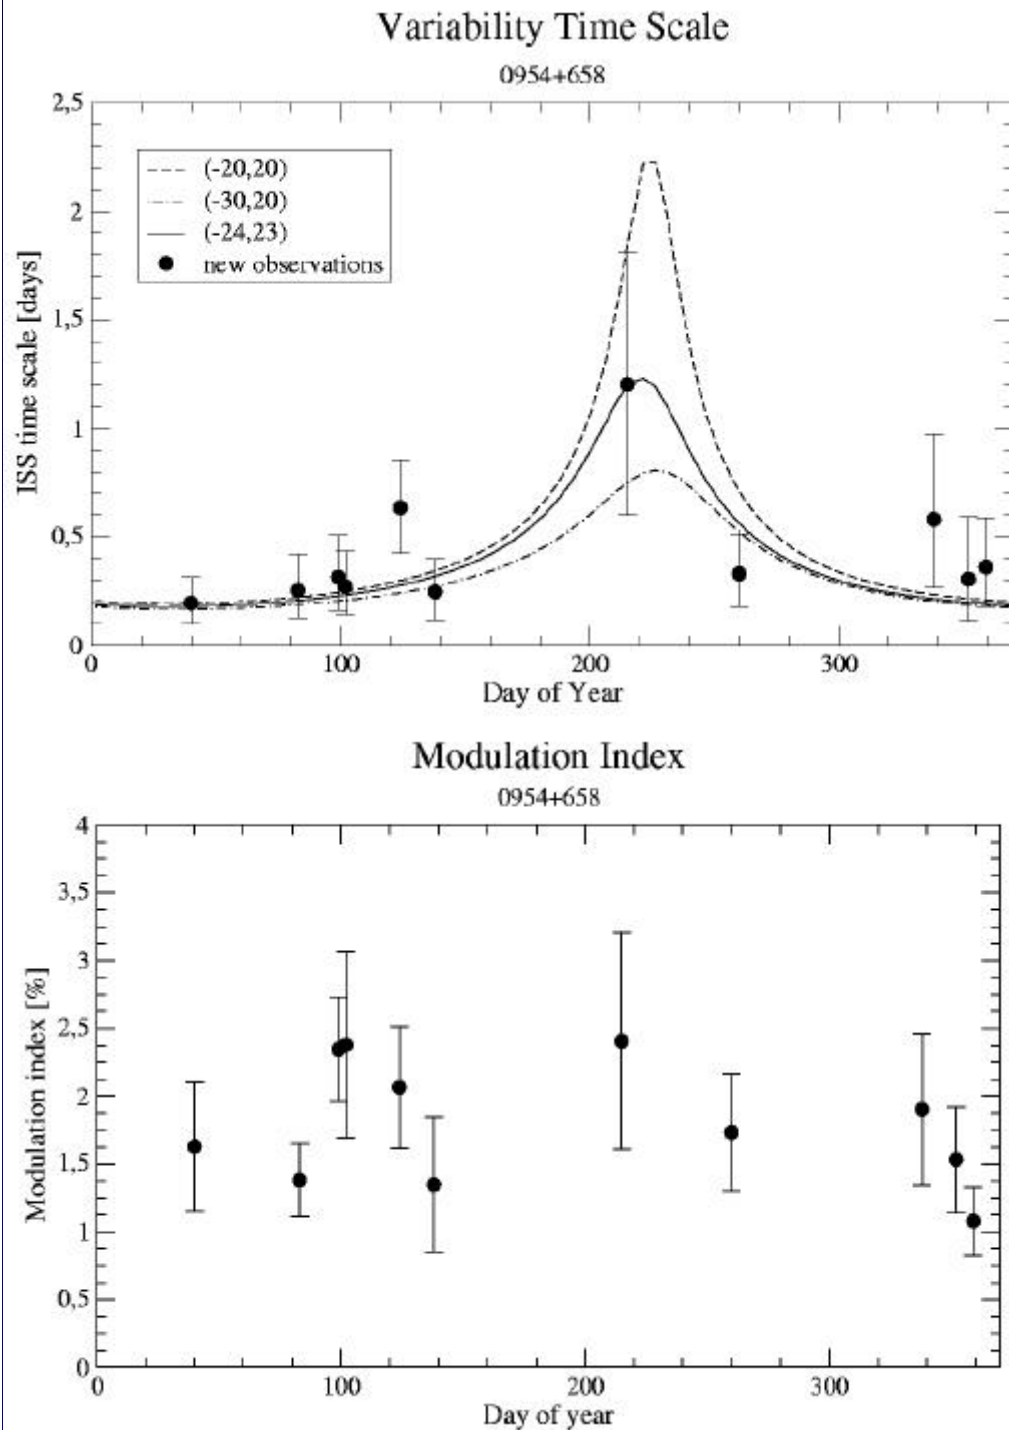 Variability Time Scale
0954+658
2,5
2
1,5
1
0,5
0
ISS time scale [days]
(-20,20)
(-30,20)
(-24,23)
new observations
0 100 200 300
Day of Year
Modulation Index
0954+658
4
3,5
3
2,5
2
1,5
1
0,5
0
Modulation index [%]
0 100 200 300
Day of year